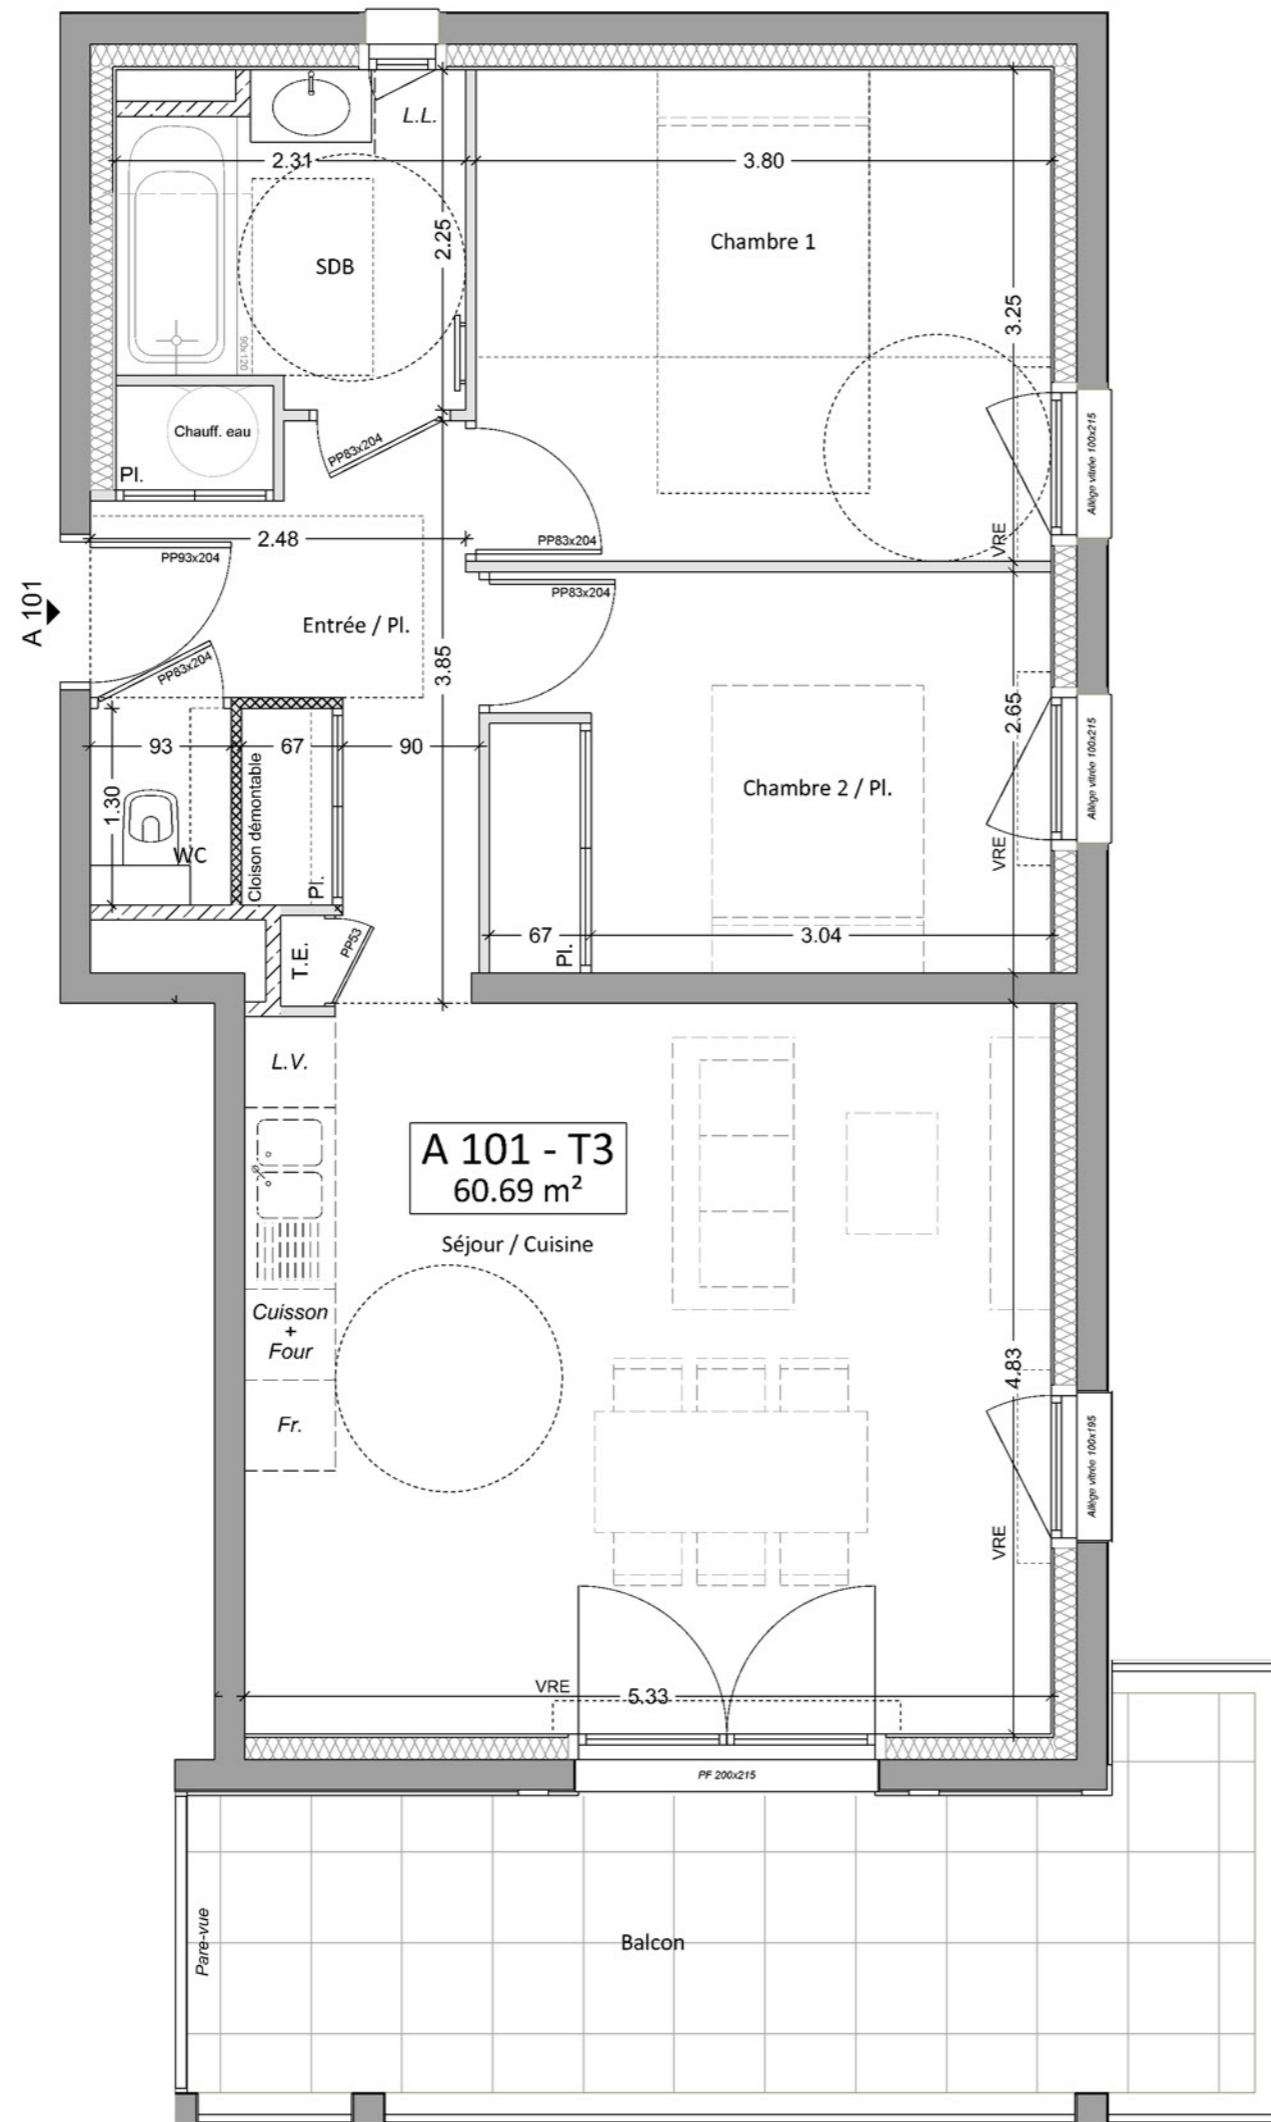 L.L.
2.31
3.80
2.25
Chambre 1
SDB
3.25
90x120
Chauff. eau
PP83x204
Pl.
Allège vitrée 100x215
VRE
2.48
PP83x204
PP93x204
PP83x204
A 101
Entrée / Pl.
PP83x204
3.85
2.65
93
67
90
Cloison démontable
Chambre 2 / Pl.
Allège vitrée 100x215
1.30
WC
VRE
Pl.
67
3.04
PP53
T.E.
Pl.
L.V.
A 101 - T3
60.69 m²
Séjour / Cuisine
Cuisson
+
Four
4.83
Fr.
Allège vitrée 100x195
VRE
VRE
5.33
PF 200x215
Pare-vue
Balcon